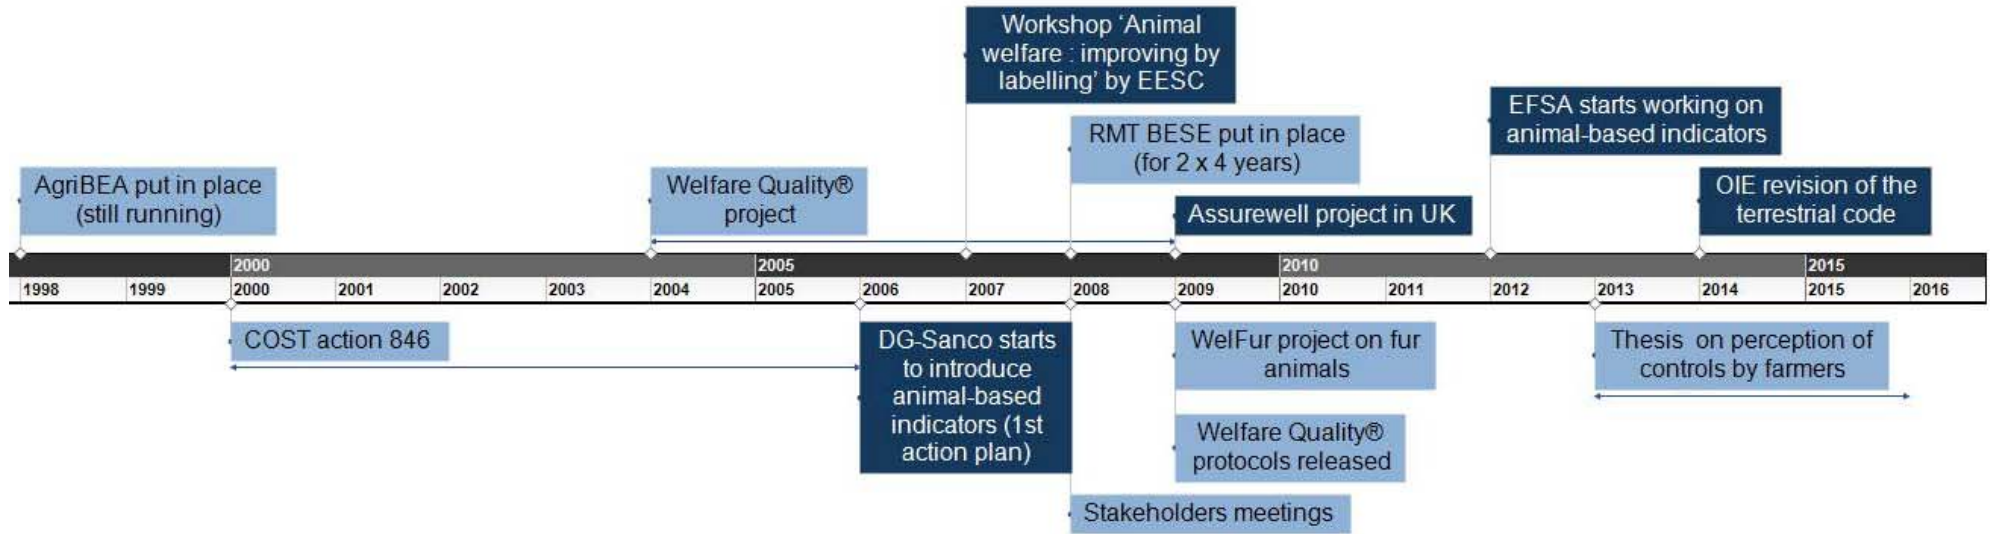 Workshop ‘Animal
welfare : improving by
labelling’ by EESC
EFSA starts working on
animal-based indicators
RMT BESE put in place
(for 2 x 4 years)
AgriBEA put in place
(still running)
Welfare Quality®
project
OIE revision of the
terrestrial code
Assurewell project in UK
2000 2005 2010 2015
1998 1999 2000 2001 2002 2003 2004 2005 2006 2007 2008 2009 2010 2011 2012 2013 2014 2015 2016
COST action 846
DG-Sanco starts
to introduce
animal-based
indicators (1st
action plan)
WelFur project on fur
animals
Thesis on perception of
controls by farmers
Welfare Quality®
protocols released
Stakeholders meetings